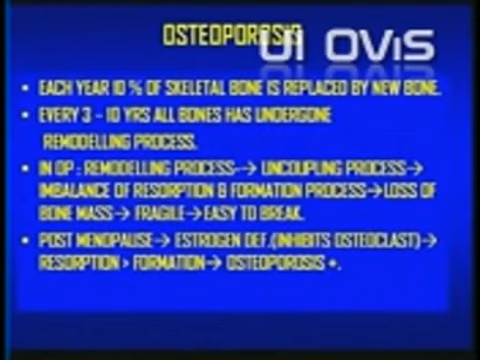 OSTEOPOROSIS
UI OViS
• EACH YEAR 10 % OF SKELETAL BONE IS REPLACED BY NEW BONE.
• EVERY 3 – 10 YRS ALL BONES HAS UNDERGONE
REMODELLING PROCESS.
• IN OP : REMODELLING PROCESS--→ UNCOUPLING PROCESS→
IMBALANCE OF RESORPTION & FORMATION PROCESS→LOSS OF
BONE MASS→ FRAGILE→EASY TO BREAK.
• POST MENOPAUSE→ ESTROGEN DEF.(INHIBITS OSTEOCLAST)→
RESORPTION > FORMATION→ OSTEOPOROSIS +.